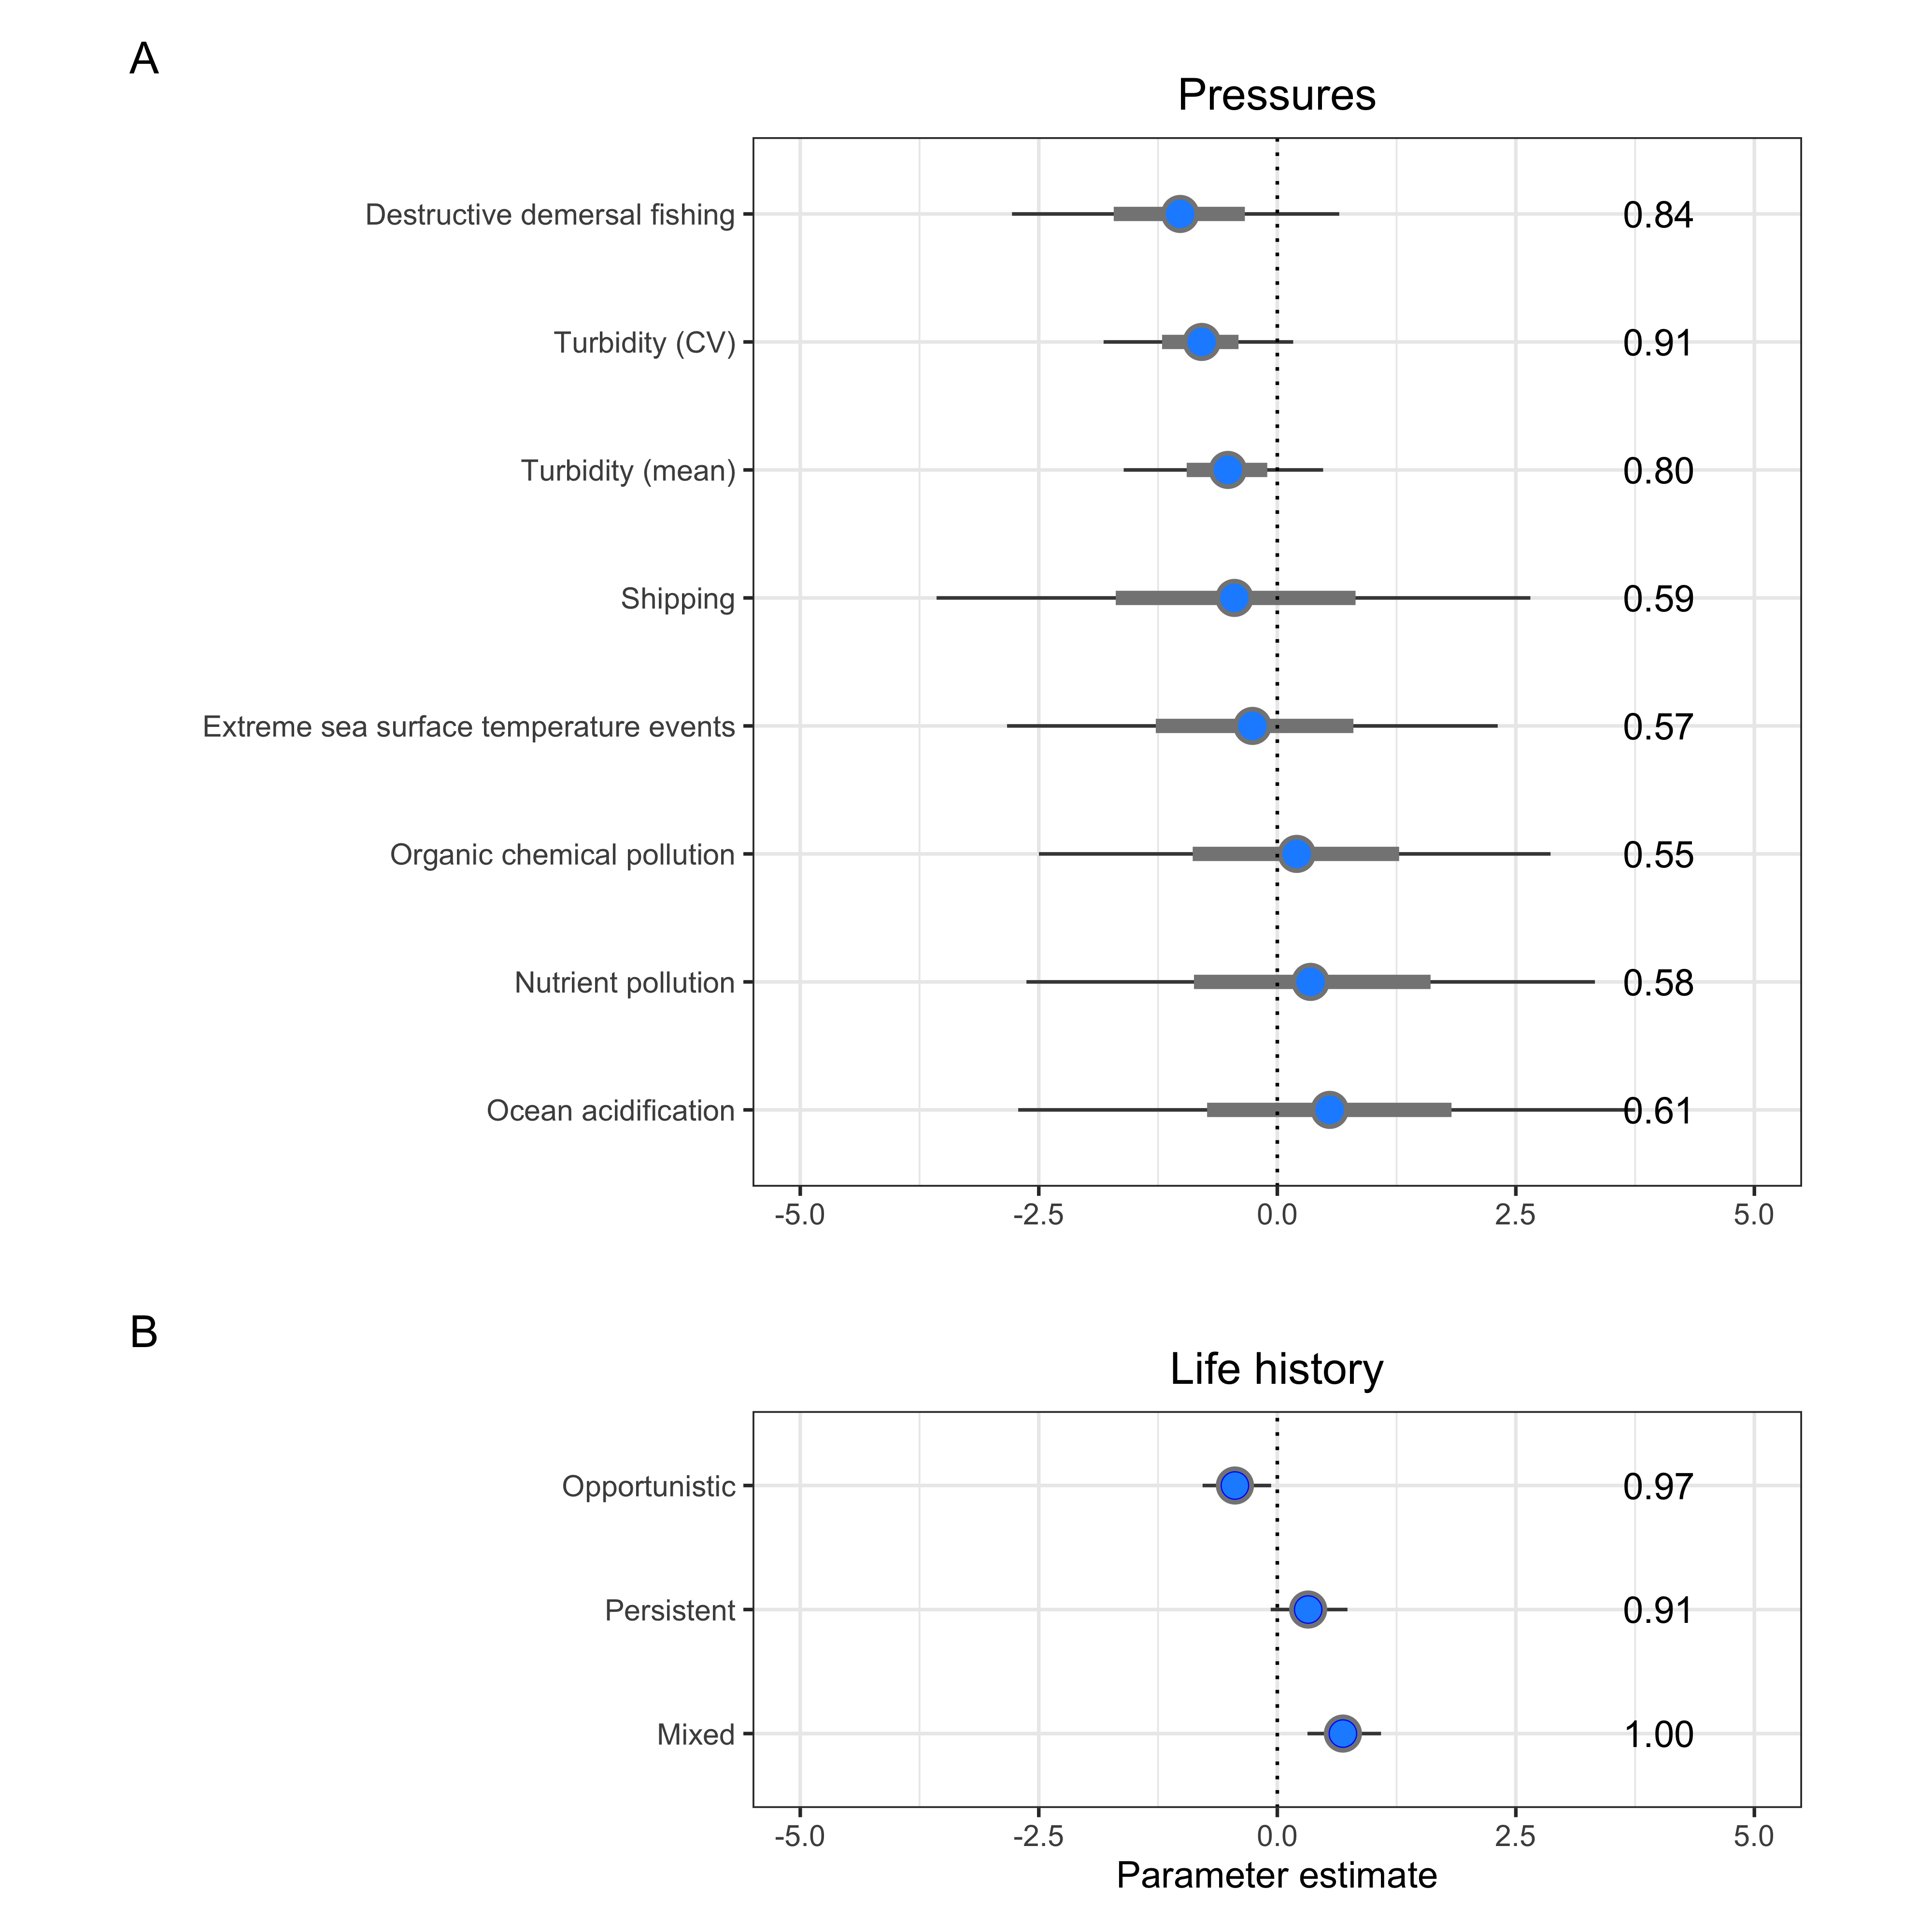 A
Pressures
Destructive demersal fishing 0.84
Turbidity (CV) 0.91
Turbidity (mean) 0.80
Shipping 0.59
Extreme sea surface temperature events 0.57
Organic chemical pollution 0.55
Nutrient pollution 0.58
Ocean acidification 0.61
-5.0 -2.5 0.0 2.5 5.0
B
Life history
Opportunistic 0.97
Persistent 0.91
Mixed 1.00
-5.0 -2.5 0.0 2.5 5.0
Parameter estimate